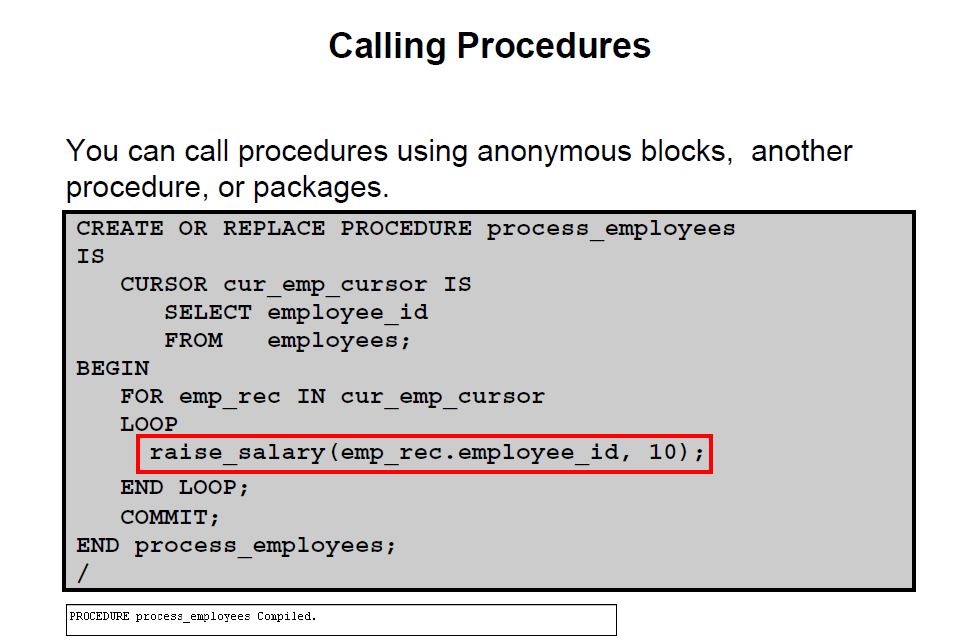 Calling Procedures
You can call procedures using anonymous blocks,  another
procedure, or packages.
CREATE OR REPLACE PROCEDURE process_employees
IS
   CURSOR cur_emp_cursor IS
      SELECT employee_id
      FROM   employees;
BEGIN
   FOR emp_rec IN cur_emp_cursor
   LOOP
     raise_salary(emp_rec.employee_id, 10);
   END LOOP;
   COMMIT;
END process_employees;
/
PROCEDURE process_employees Compiled.